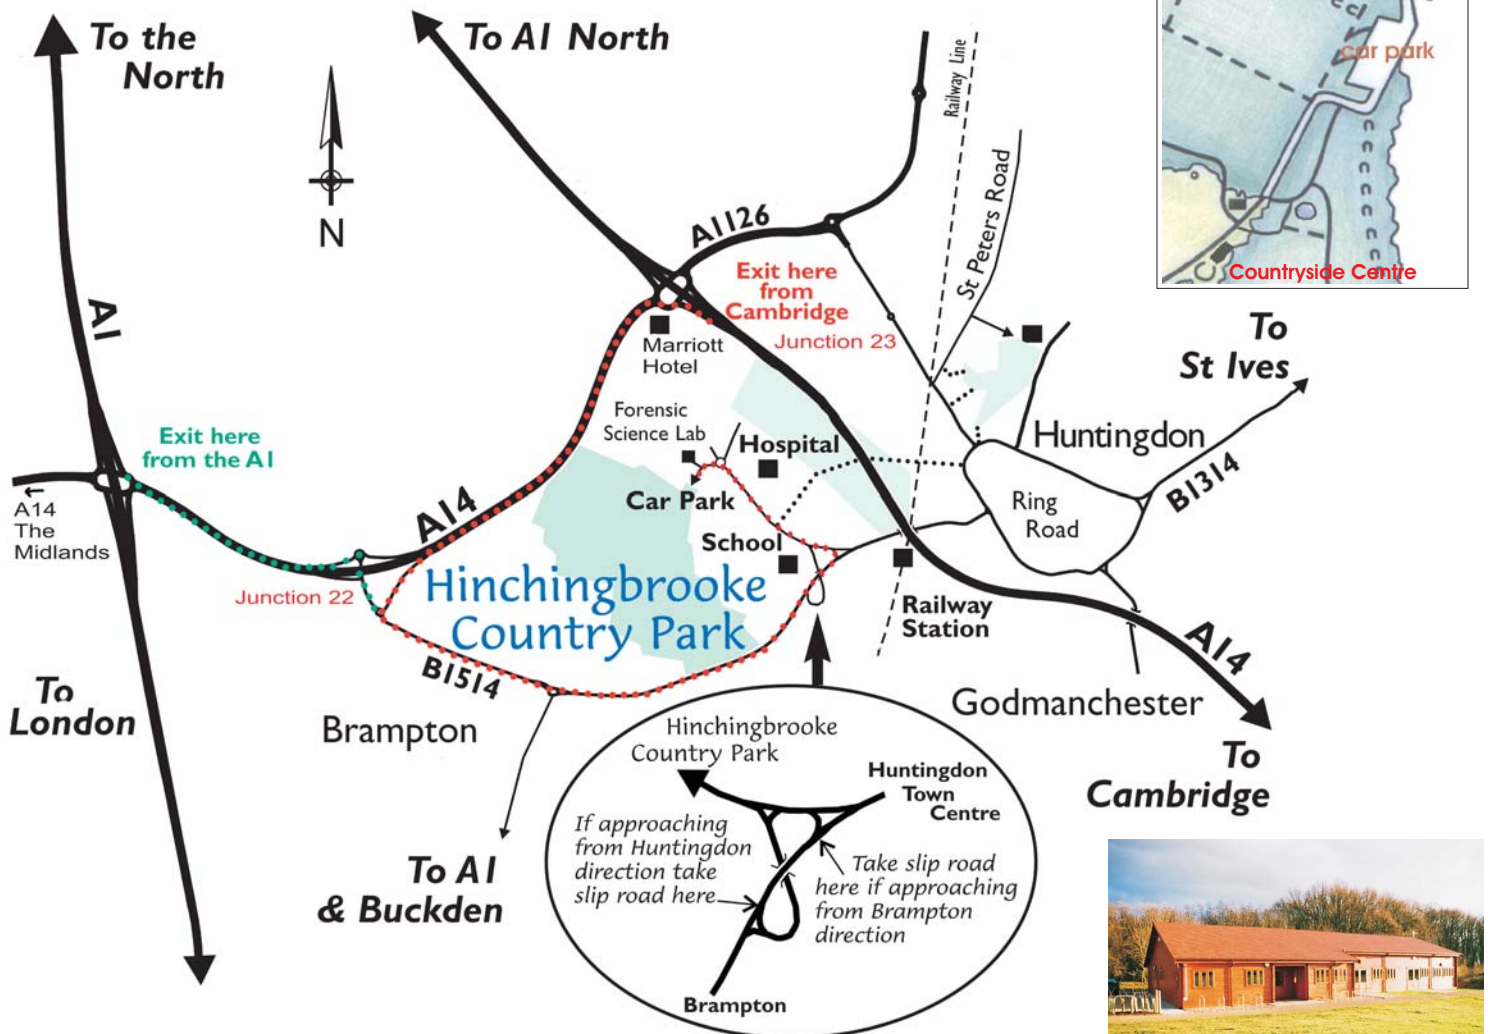 To the
North
To A1 North
Railway Line
St Peters Road
car park
Countryside Centre
N
A1126
Exit here
from
Cambridge
Junction 23
Marriott
Hotel
To
St Ives
A1
Exit here
from the A1
Forensic
Science Lab
Hospital
Huntingdon
B1314
A14
The
Midlands
A14
Car Park
Ring
Road
School
Junction 22
Hinchingbrooke
Country Park
Railway
Station
A14
B1514
To
London
Brampton
Godmanchester
To
Cambridge
Hinchingbrooke
Country Park
Huntingdon
Town
Centre
If approaching
from Huntingdon
direction take
slip road here
Take slip road
here if approaching
from Brampton
direction
Brampton
To A1
& Buckden